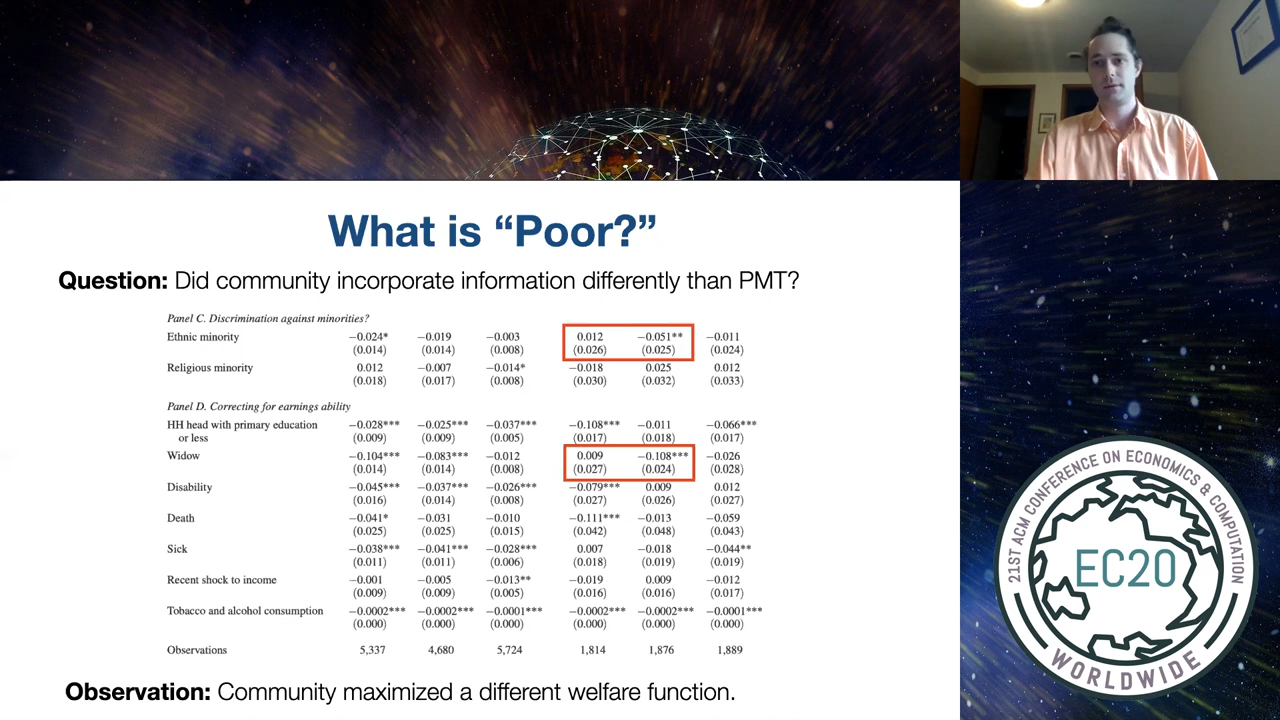 What is “Poor?”
Question: Did community incorporate information differently than PMT?
Panel C. Discrimination against minorities?
Ethnic minority −0.024* −0.019 −0.003 0.012 −0.051** −0.011
(0.014) (0.014) (0.008) (0.026) (0.025) (0.024)
Religious minority 0.012 −0.007 −0.014* −0.018 0.025 0.012
(0.018) (0.017) (0.008) (0.030) (0.032) (0.033)
Panel D. Correcting for earnings ability
HH head with primary education −0.028*** −0.025*** −0.037*** −0.108*** −0.011 −0.066***
or less (0.009) (0.009) (0.005) (0.017) (0.018) (0.017)
Widow −0.104*** −0.083*** −0.012 0.009 −0.108*** −0.026
(0.014) (0.014) (0.008) (0.027) (0.024) (0.028)
Disability −0.045*** −0.037*** −0.026*** −0.079*** 0.009 0.012
(0.016) (0.014) (0.008) (0.027) (0.026) (0.027)
Death −0.041* −0.031 −0.010 −0.111*** −0.013 −0.059
(0.025) (0.025) (0.015) (0.042) (0.048) (0.043)
Sick −0.038*** −0.041*** −0.028*** 0.007 −0.018 −0.044**
(0.011) (0.011) (0.006) (0.018) (0.019) (0.019)
Recent shock to income −0.001 −0.005 −0.013** −0.019 0.009 −0.012
(0.009) (0.009) (0.005) (0.016) (0.016) (0.017)
Tobacco and alcohol consumption −0.0002*** −0.0002*** −0.0001*** −0.0002*** −0.0002*** −0.0001***
(0.000) (0.000) (0.000) (0.000) (0.000) (0.000)
Observations 5,337 4,680 5,724 1,814 1,876 1,889
Observation: Community maximized a different welfare function.
21ST ACM CONFERENCE ON ECONOMICS & COMPUTATION
EC20
WORLDWIDE